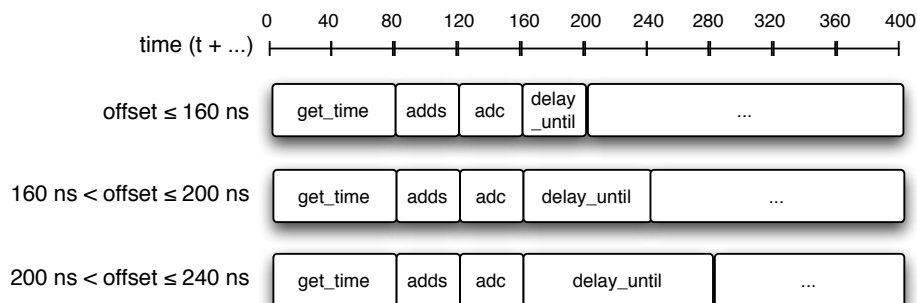 0 40 80 120 160 200 240 280 320 360 400
time (t + ...)
offset ≤ 160 ns get_time adds adc delay
_until ...
160 ns < offset ≤ 200 ns get_time adds adc delay_until ...
200 ns < offset ≤ 240 ns get_time adds adc delay_until ...